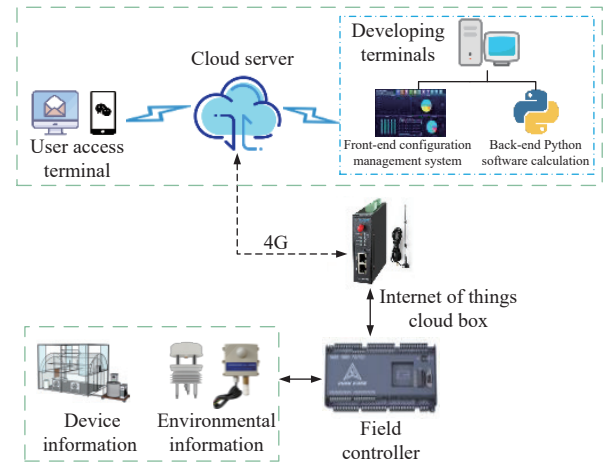 Developing
terminals
Cloud server
User access
terminal
Front-end configuration
management system
Back-end Python
software calculation
4G
Internet of things
cloud box
Device
information
Environmental
information
Field
controller